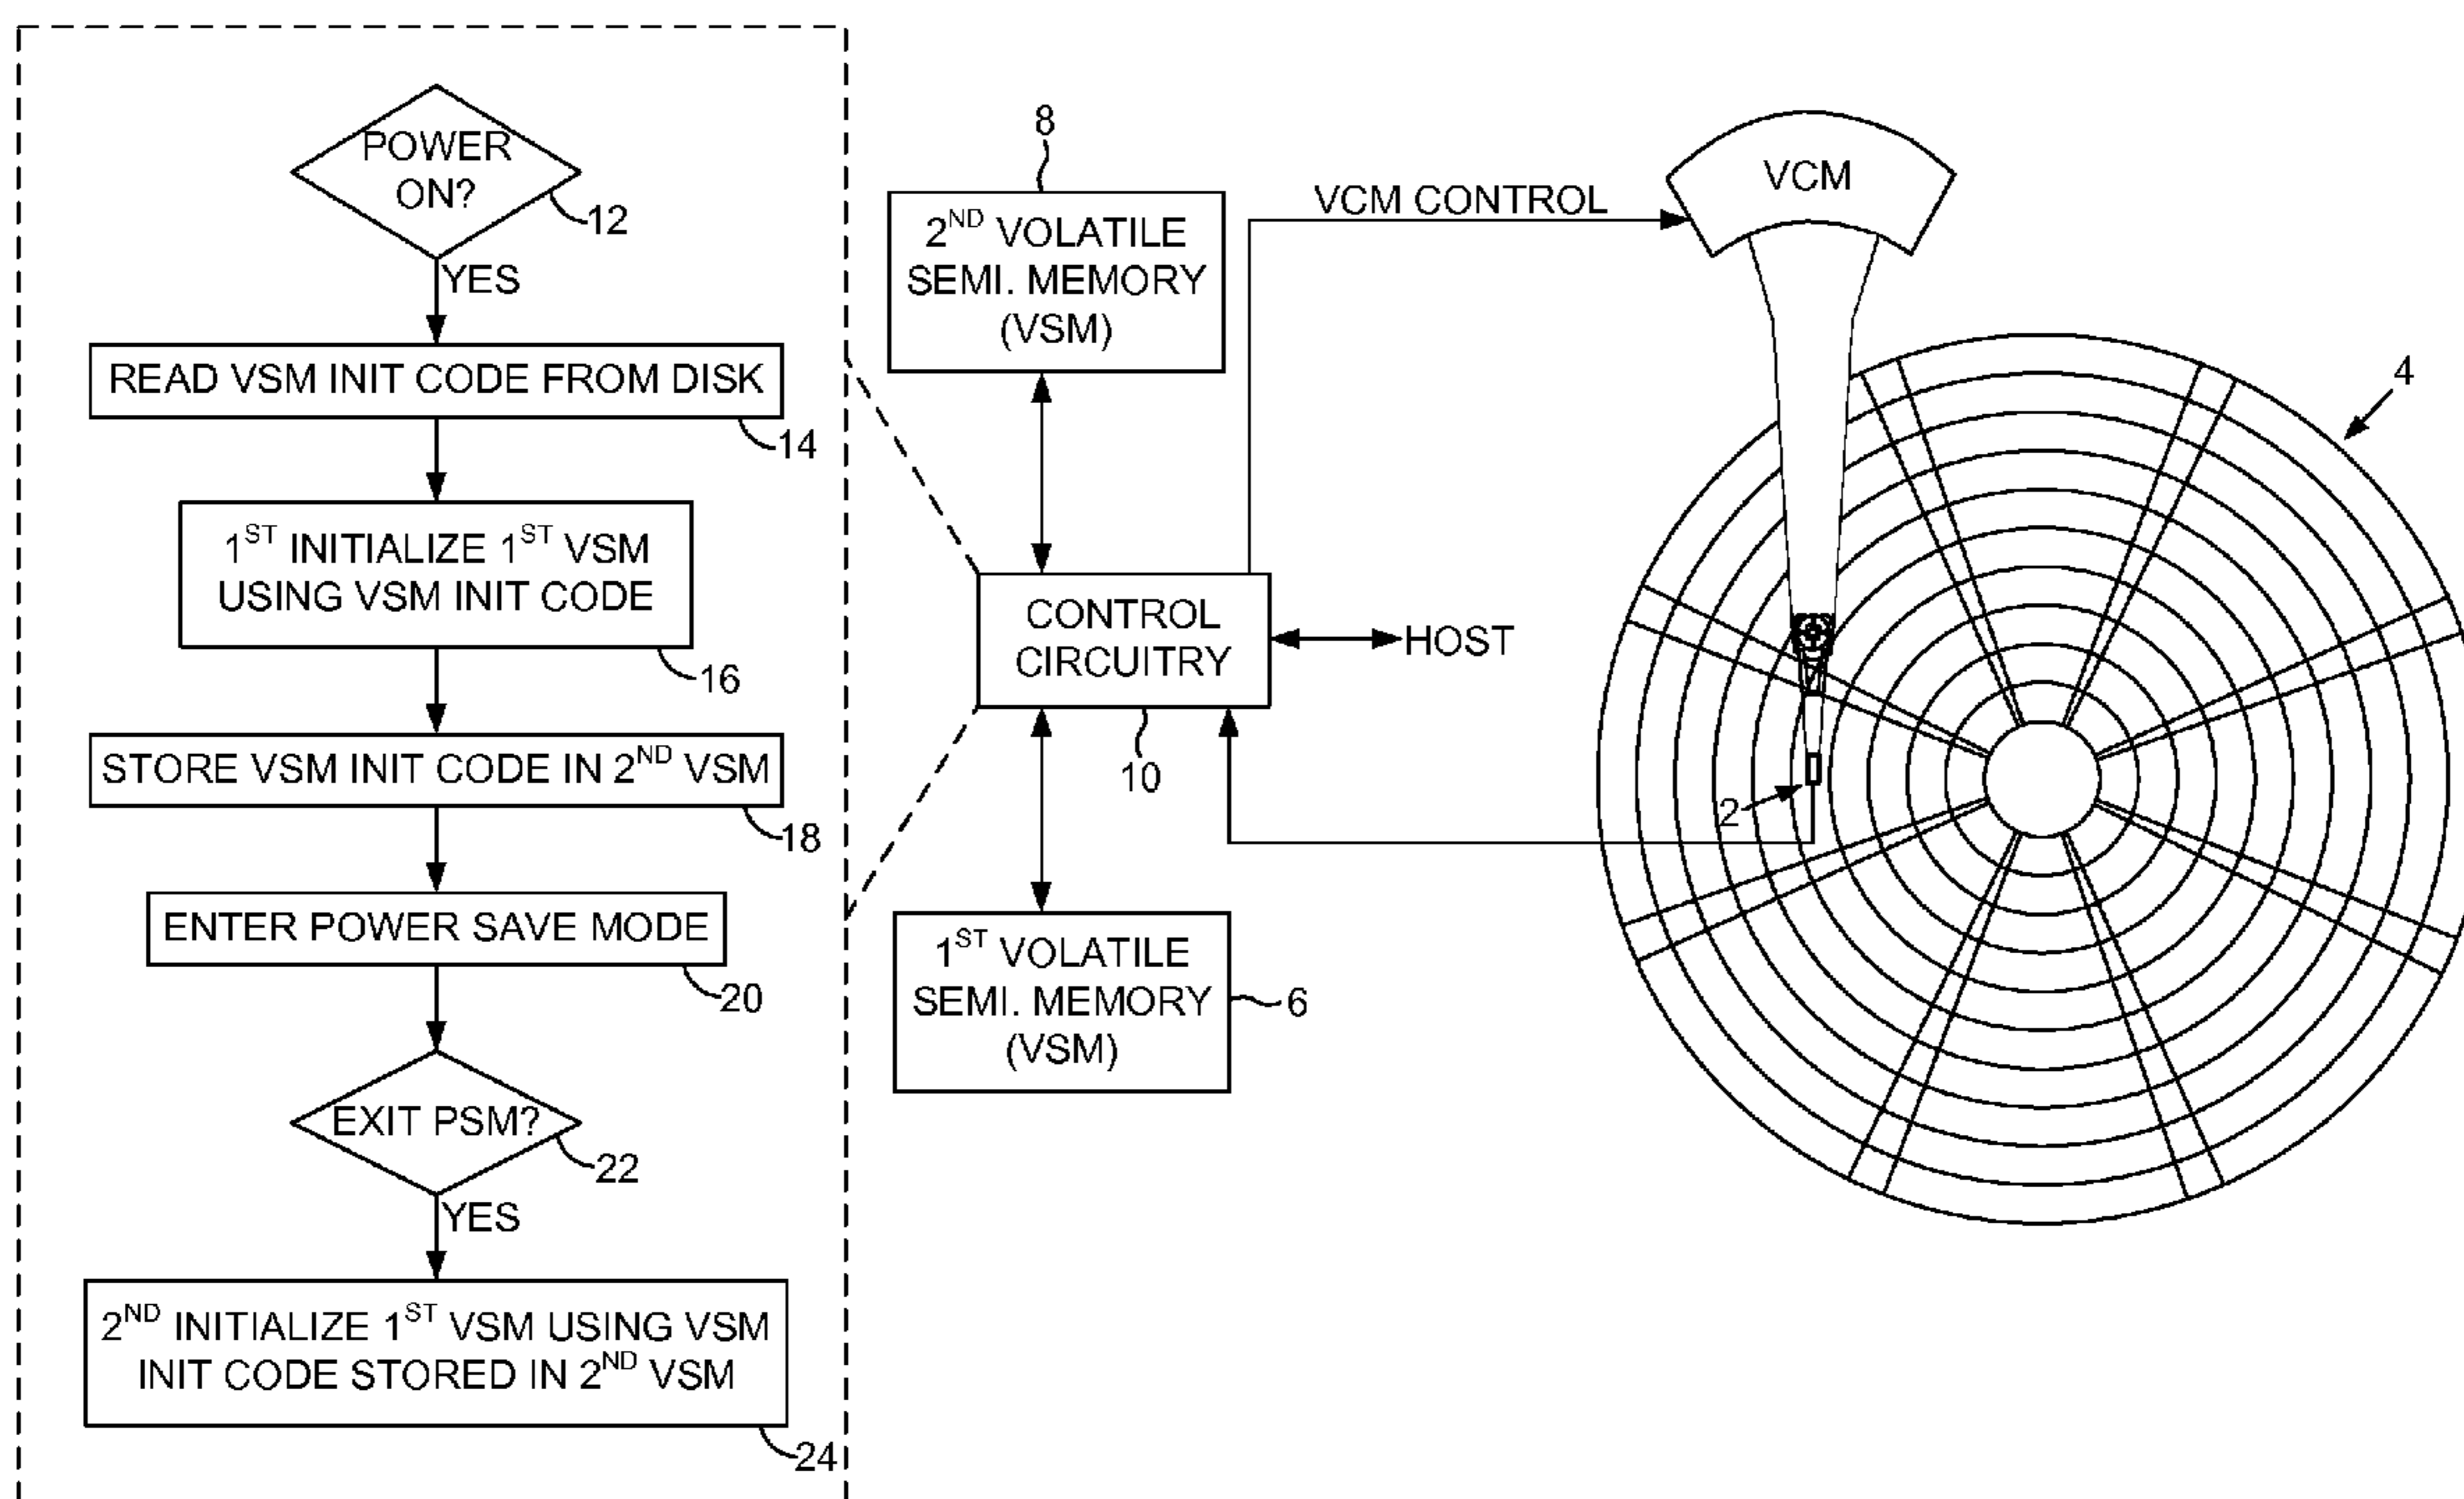 POWER
ON?
12
YES
READ VSM INIT CODE FROM DISK
14
1ST INITIALIZE 1ST VSM
USING VSM INIT CODE
16
STORE VSM INIT CODE IN 2ND VSM
18
ENTER POWER SAVE MODE
20
EXIT PSM?
22
YES
2ND INITIALIZE 1ST VSM USING VSM
INIT CODE STORED IN 2ND VSM
24
8
2ND VOLATILE
SEMI. MEMORY
(VSM)
CONTROL
CIRCUITRY
10
HOST
1ST VOLATILE
SEMI. MEMORY
(VSM)
6
VCM CONTROL
VCM
4
2